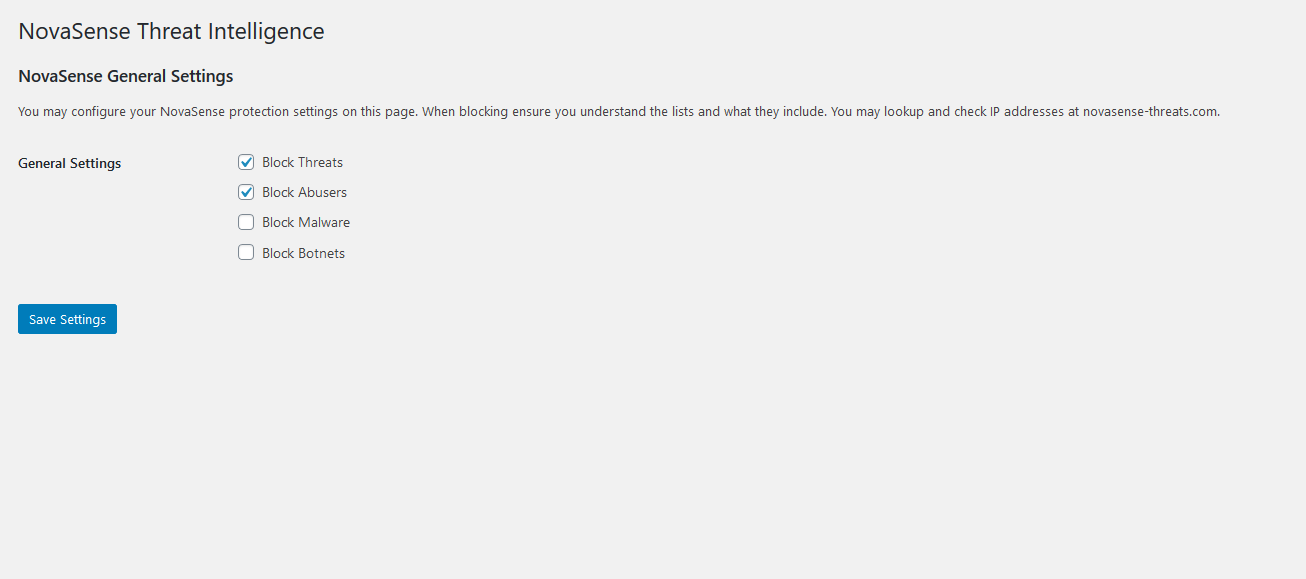 NovaSense Threat Intelligence
NovaSense General Settings
You may configure your NovaSense protection settings on this page. When blocking ensure you understand the lists and what they include. You may lookup and check IP addresses at novasense-threats.com.
General Settings
Block Threats
Block Abusers
Block Malware
Block Botnets
Save Settings